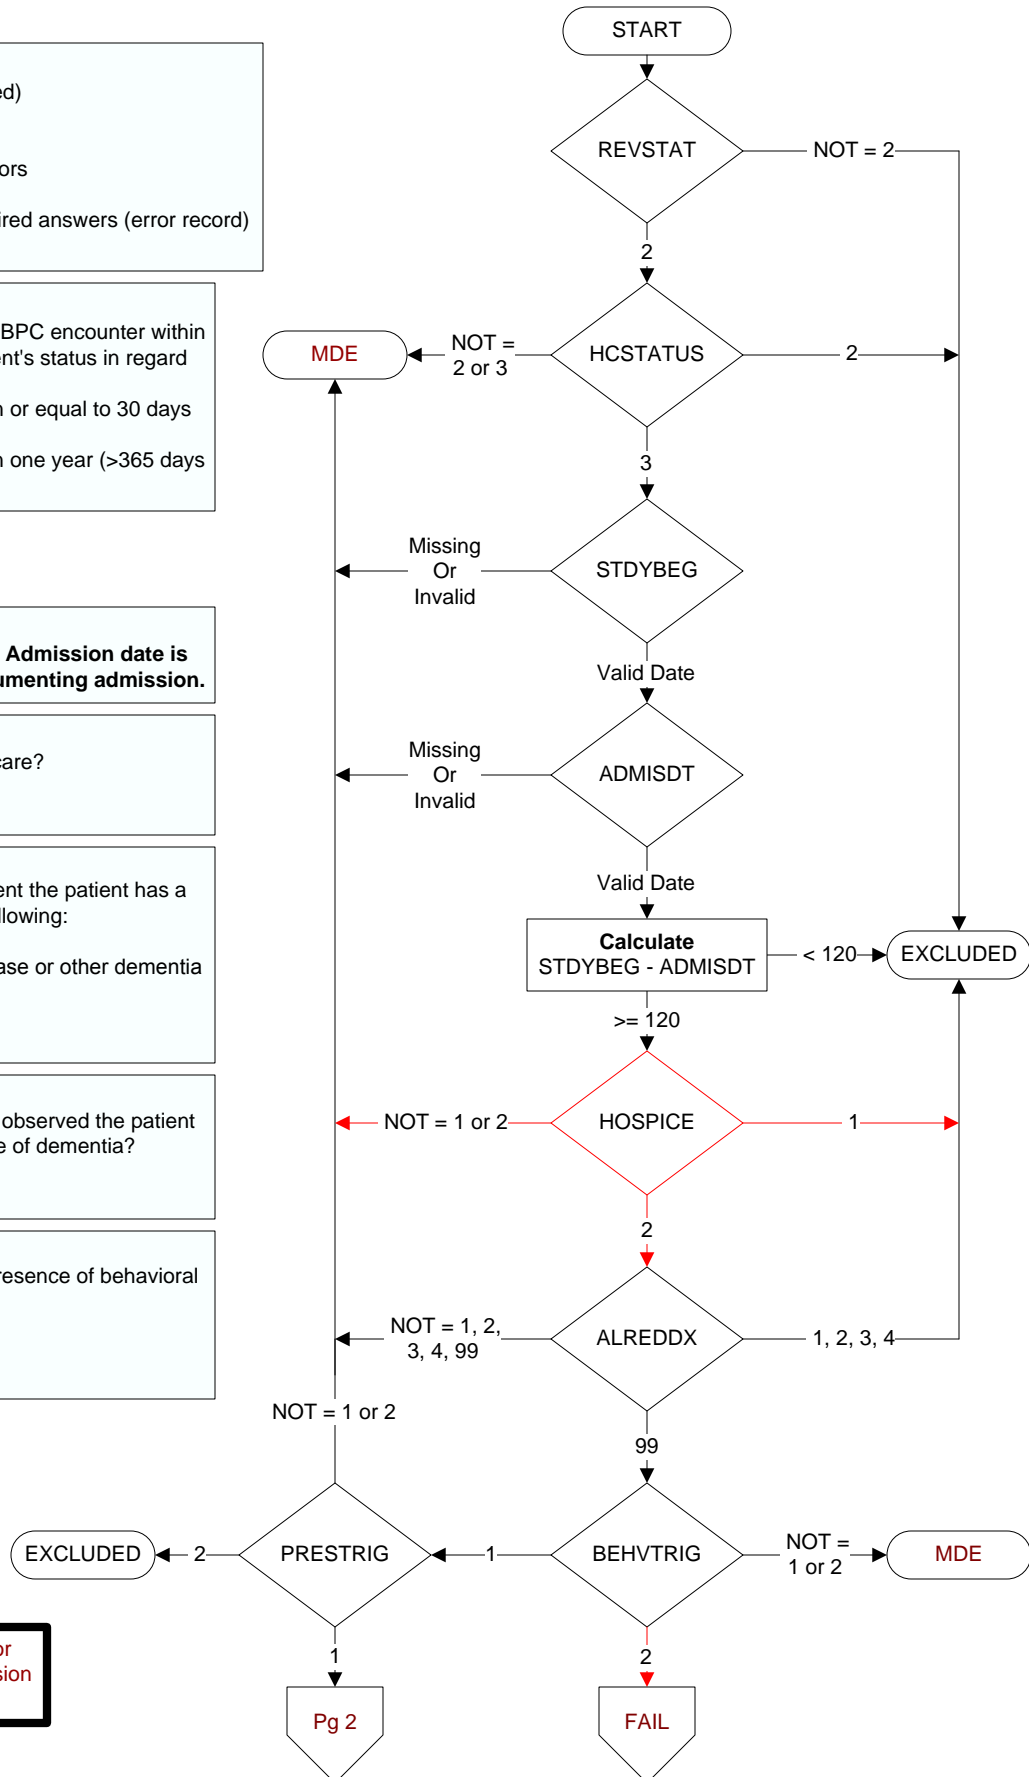 START
ed)
ors
ired answers (error record)
REVSTAT
NOT = 2
2
BPC encounter within
ent's status in regard
n or equal to 30 days
n one year (>365 days
MDE
NOT =
2 or 3
HCSTATUS
2
3
Missing
Or
Invalid
STDYBEG
Valid Date
Admission date is
umenting admission.
Missing
Or
Invalid
ADMISDT
care?
Valid Date
ent the patient has a
llowing:
ase or other dementia
Calculate
STDYBEG - ADMISDT
< 120
EXCLUDED
>= 120
observed the patient
e of dementia?
NOT = 1 or 2
HOSPICE
1
2
resence of behavioral
NOT = 1, 2,
3, 4, 99
ALREDDX
1, 2, 3, 4
NOT = 1 or 2
99
EXCLUDED
2
PRESTRIG
1
BEHVTRIG
NOT =
1 or 2
MDE
or
sion
1
2
Pg 2
FAIL